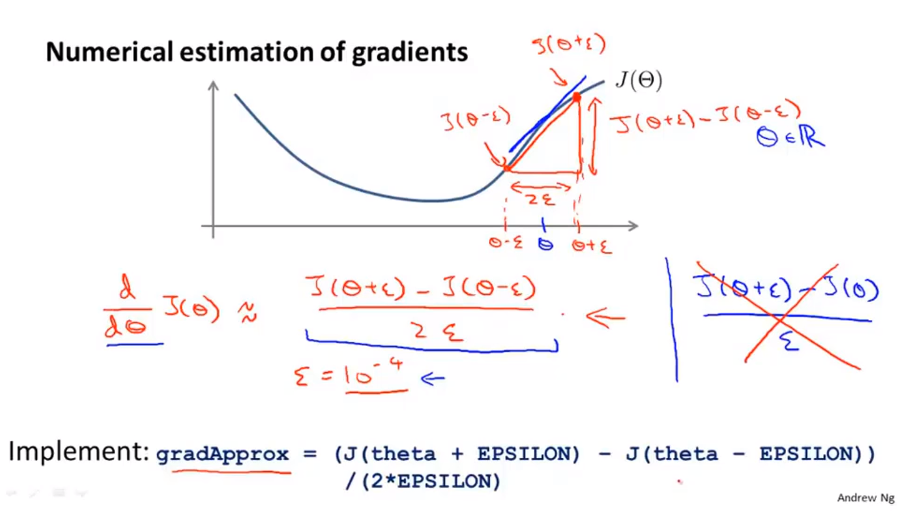 Numerical estimation of gradients
J(θ+ε)
J(Θ)
J(θ-ε)
J(θ+ε) - J(θ-ε)
θ ∈ ℝ
2ε
θ-ε θ θ+ε
d/dθ J(θ) ≈ J(θ+ε) - J(θ-ε) / 2ε . ←
J(θ+ε) - J(θ) / ε
ε = 10⁻⁴ ←
Implement: gradApprox = (J(theta + EPSILON) - J(theta - EPSILON))
/(2*EPSILON)
Andrew Ng